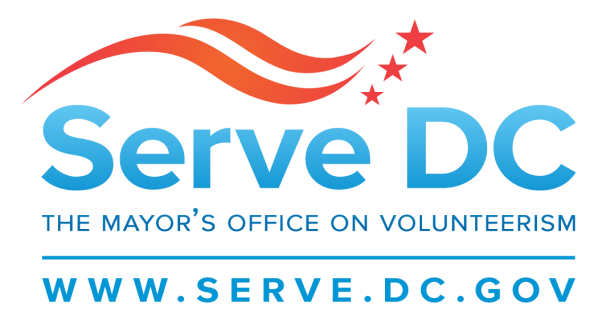 Serve DC
THE MAYOR'S OFFICE ON VOLUNTEERISM
WWW.SERVE.DC.GOV